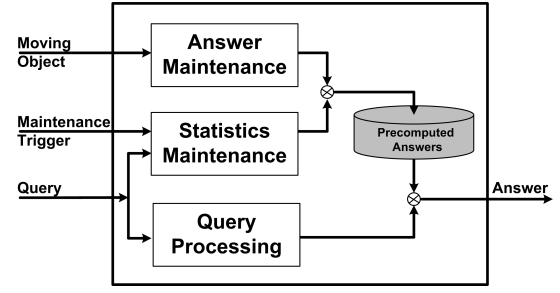 Moving
Object
Answer
Maintenance
Maintenance
Trigger
Statistics
Maintenance
Precomputed
Answers
Query
Answer
Query
Processing